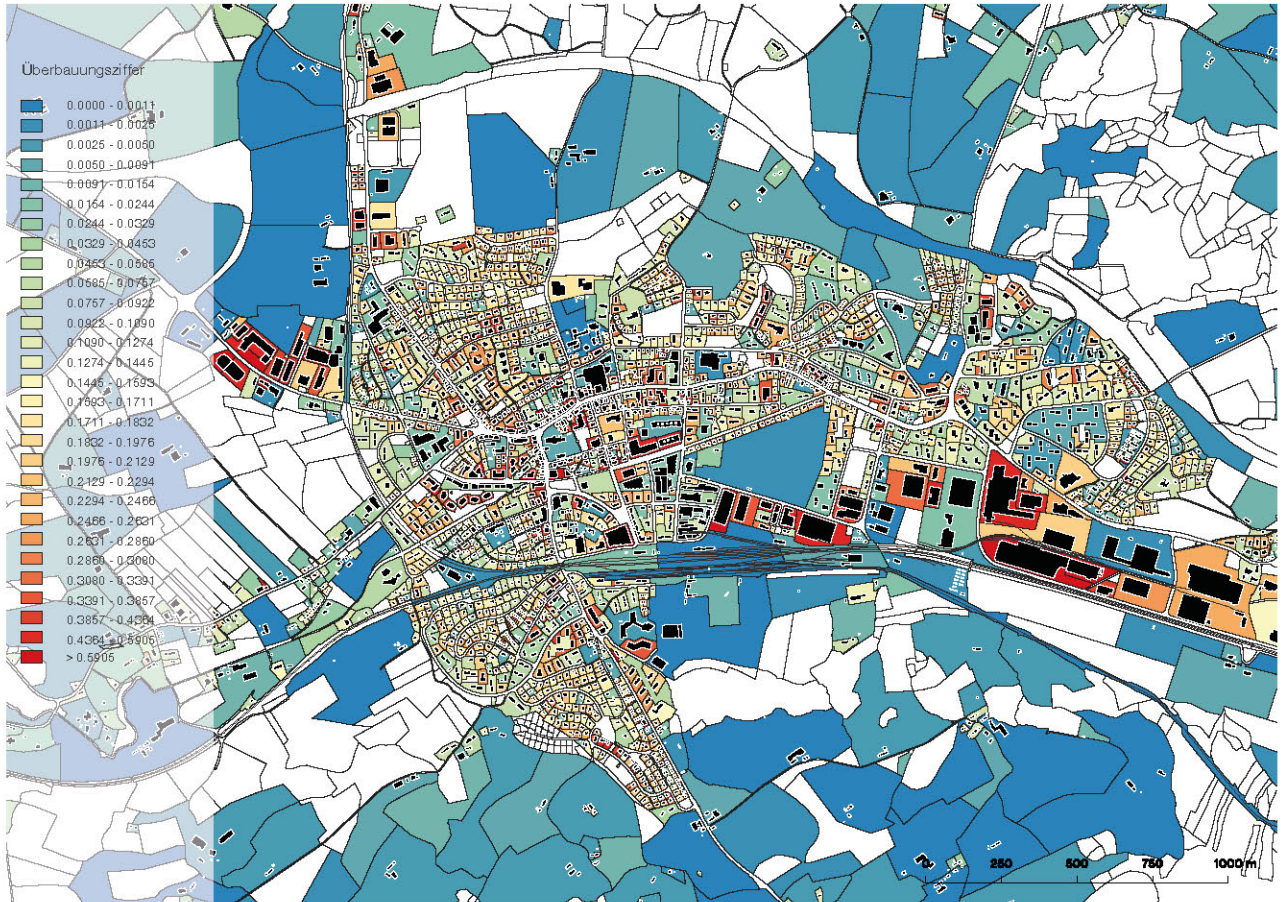 Überbauungsziffer
0.0000 - 0.0011
0.0011 - 0.0025
0.0025 - 0.0050
0.0050 - 0.0091
0.0091 - 0.0154
0.0154 - 0.0244
0.0244 - 0.0329
0.0329 - 0.0453
0.0453 - 0.0585
0.0585 - 0.0757
0.0757 - 0.0922
0.0922 - 0.1090
0.1090 - 0.1274
0.1274 - 0.1445
0.1445 - 0.1593
0.1593 - 0.1711
0.1711 - 0.1832
0.1832 - 0.1976
0.1976 - 0.2129
0.2129 - 0.2294
0.2294 - 0.2466
0.2466 - 0.2631
0.2631 - 0.2860
0.2860 - 0.3080
0.3080 - 0.3391
0.3391 - 0.3857
0.3857 - 0.4364
0.4364 - 0.5905
> 0.5905
0 250 500 750 1000 m